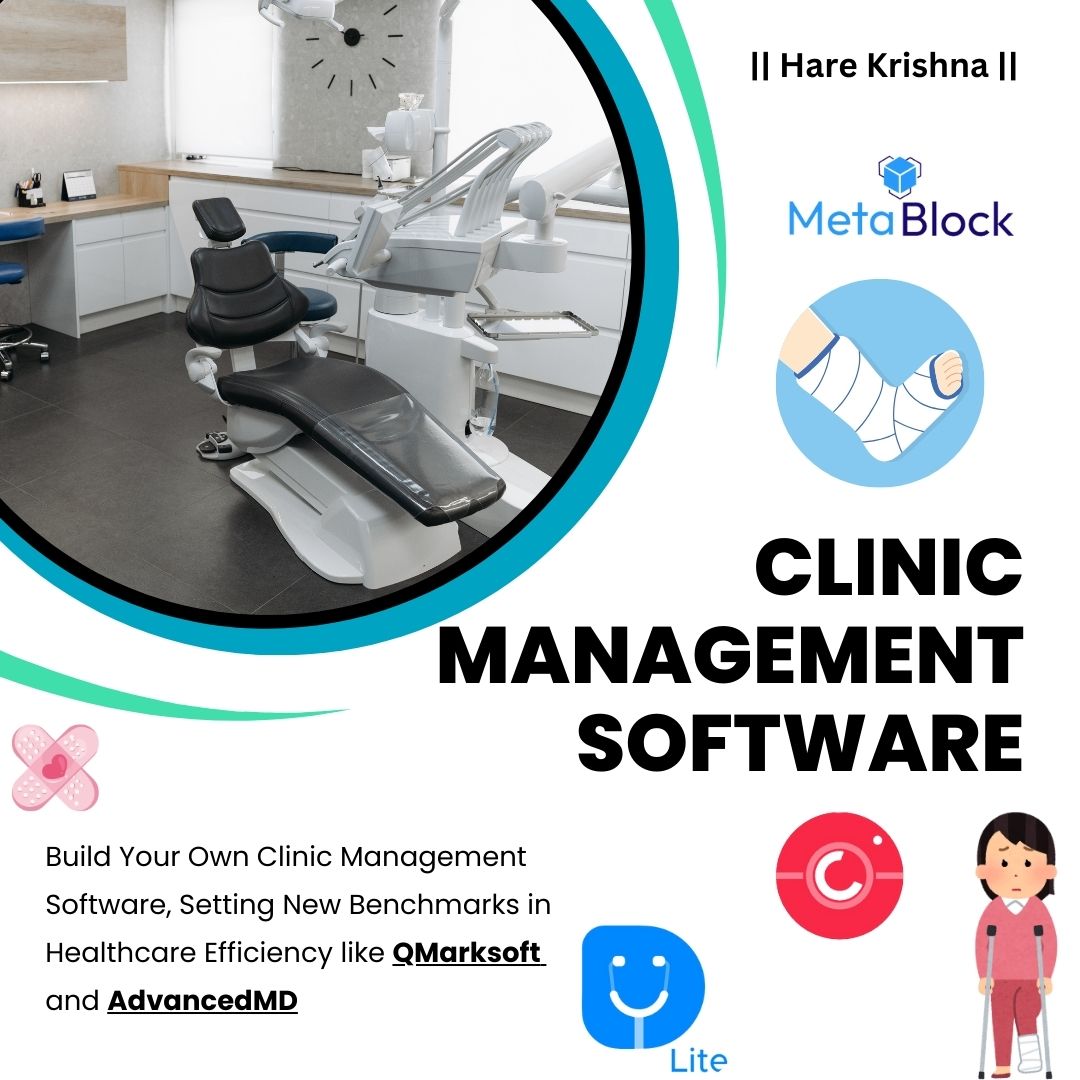 || Hare Krishna ||
MetaBlock
CLINIC
MANAGEMENT
SOFTWARE
Build Your Own Clinic Management
Software, Setting New Benchmarks in
Healthcare Efficiency like QMarksoft
and AdvancedMD
C
Lite